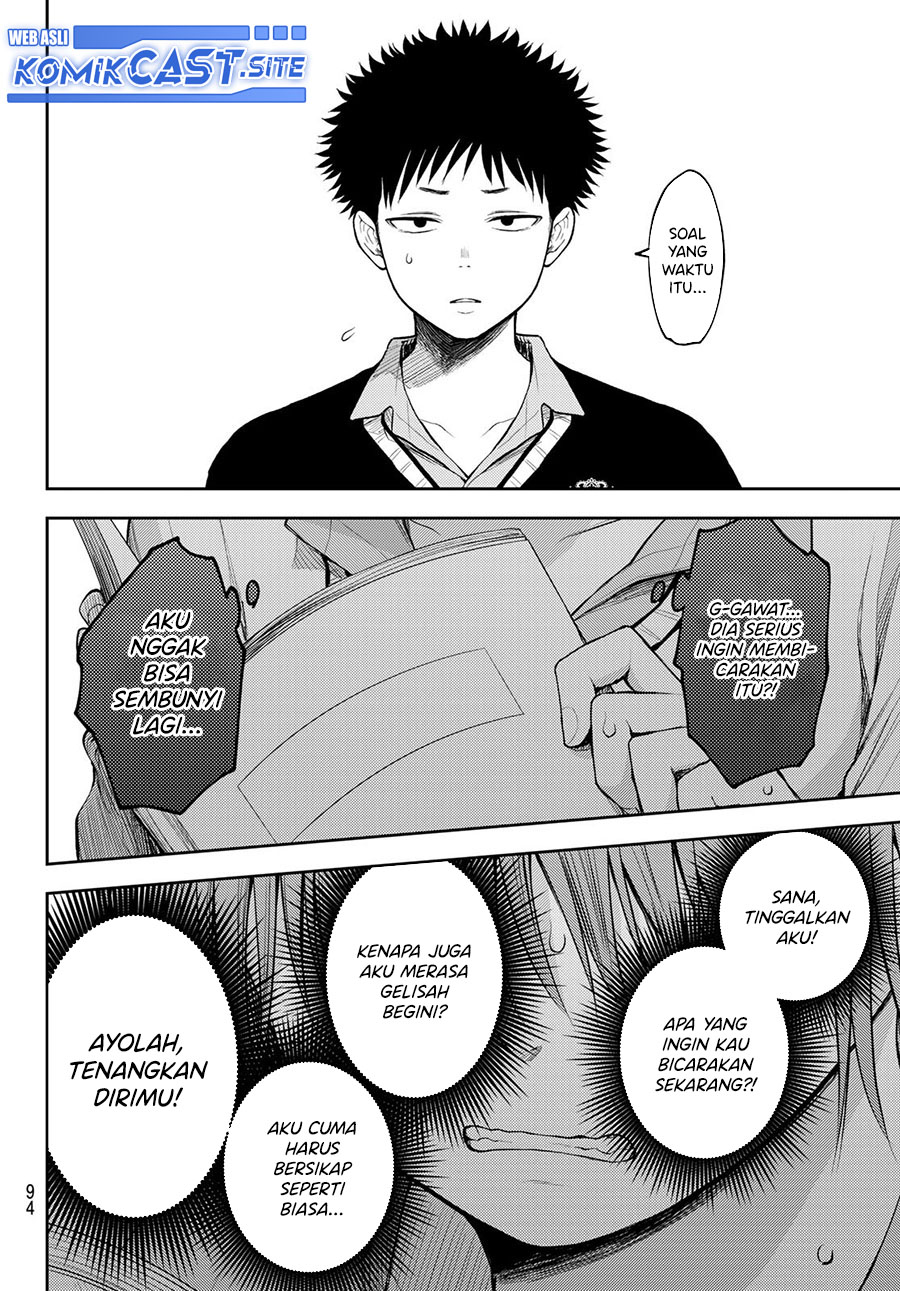 WEB ASLI
KOMIKCAST.SITE
SOAL
YANG
WAKTU
ITU...
G-GAWAT...
DIA SERIUS
INGIN MEMBI-
CARAKAN
ITU?!
AKU
NGGAK
BISA
SEMBUNYI
LAGI...
SANA,
TINGGALKAN
AKU!
APA YANG
INGIN KAU
BICARAKAN
SEKARANG?!
KENAPA JUGA
AKU MERASA
GELISAH
BEGINI?
AKU CUMA
HARUS
BERSIKAP
SEPERTI
BIASA...
AYOLAH,
TENANGKAN
DIRIMU!
94